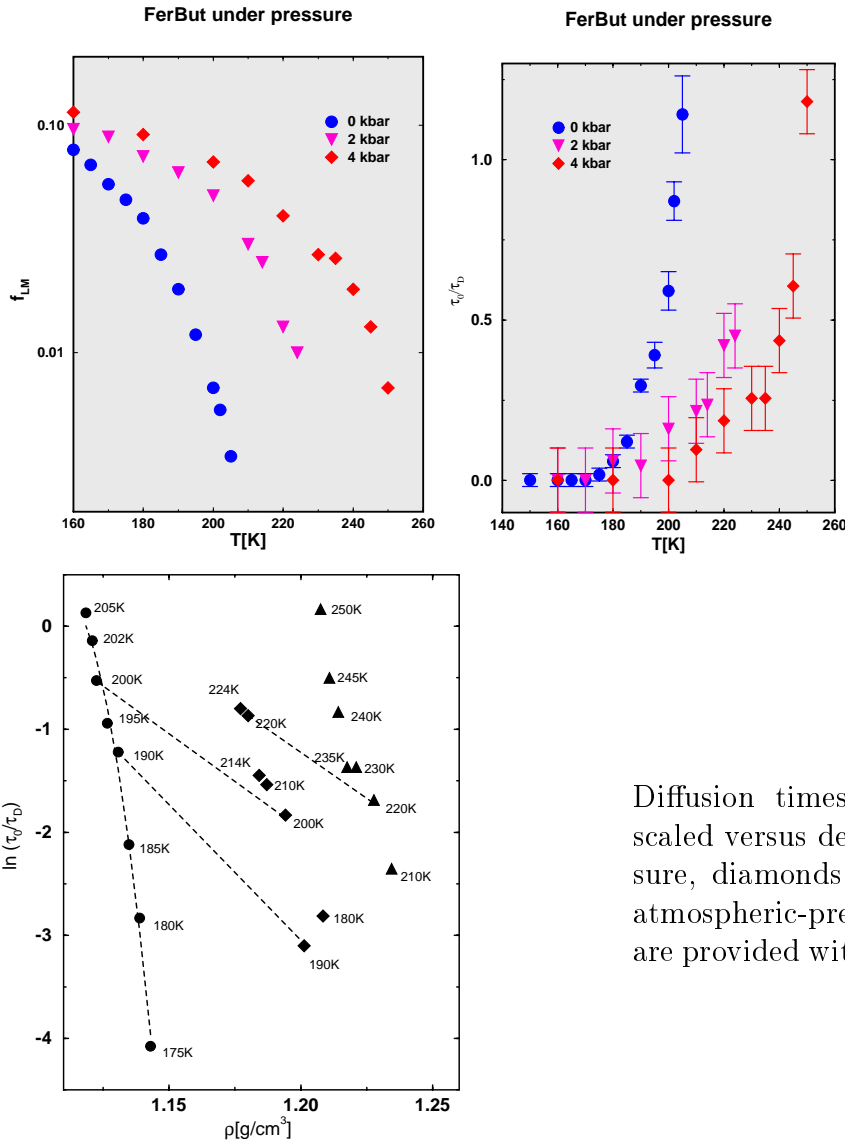 FerBut under pressure
0 kbar
2 kbar
4 kbar
0.10
0.01
f_LM
160 180 200 220 240 260
T[K]
FerBut under pressure
0 kbar
2 kbar
4 kbar
1.0
0.5
0.0
τ₀/τ_D
140 160 180 200 220 240 260
T[K]
0
-1
-2
-3
-4
ln (τ₀/τ_D)
205K
202K
200K
195K
190K
185K
180K
175K
224K
220K
214K
210K
200K
180K
190K
250K
245K
240K
235K
230K
220K
210K
1.15 1.20 1.25
ρ[g/cm³]
Diffusion times
scaled versus de
sure, diamonds
atmospheric-pre
are provided wit